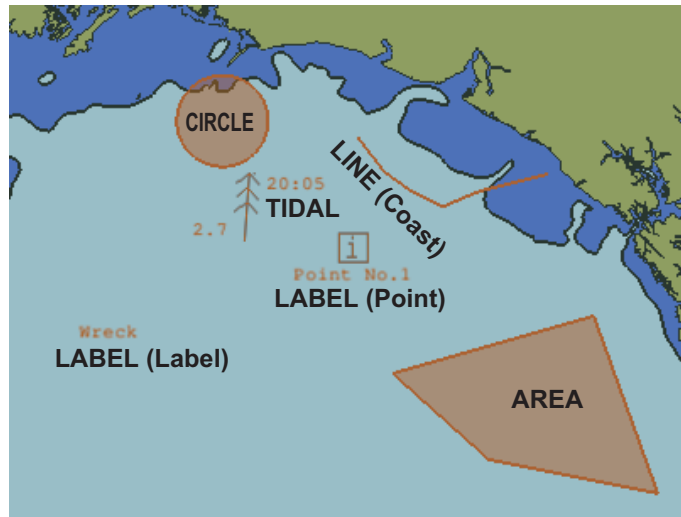 CIRCLE
20:05
TIDAL
2.7
LINE (Coast)
i
Point No.1
LABEL (Point)
Wreck
LABEL (Label)
AREA